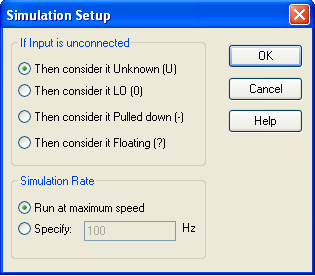 Simulation Setup
If Input is unconnected
Then consider it Unknown (U)
Then consider it LO (0)
Then consider it Pulled down (-)
Then consider it Floating (?)
OK
Cancel
Help
Simulation Rate
Run at maximum speed
Specify: 100 Hz